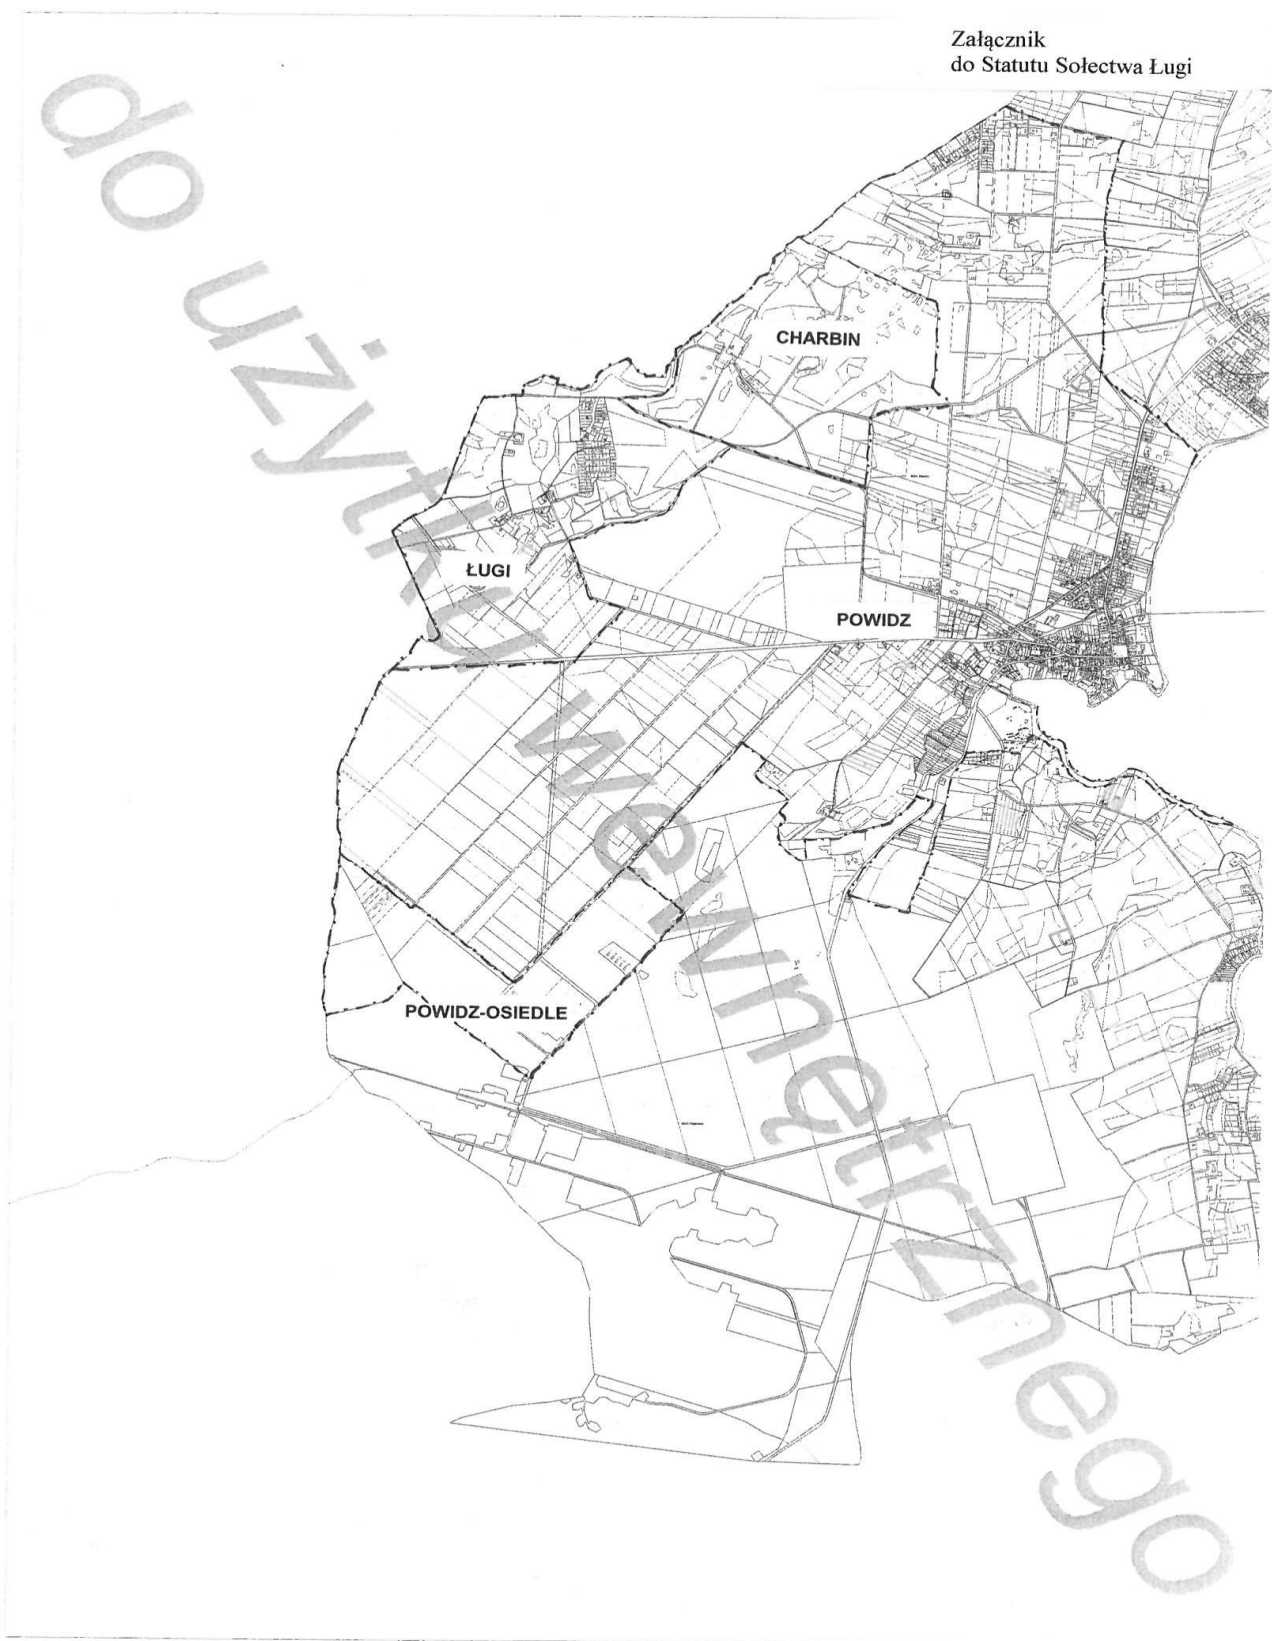 Załącznik
do Statutu Sołectwa Ługi
CHARBIN
ŁUGI
POWIDZ
POWIDZ-OSIEDLE
do użytku wewnętrznego